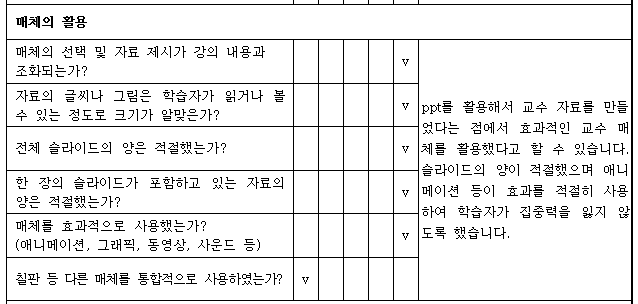 매체의 활용
매체의 선택 및 자료 제시가 강의 내용과
조화되는가?
v
자료의 글씨나 그림은 학습자가 읽거나 볼
수 있는 정도로 크기가 알맞은가?
v
전체 슬라이드의 양은 적절했는가?
v
한 장의 슬라이드가 포함하고 있는 자료의
양은 적절했는가?
v
매체를 효과적으로 사용했는가?
(애니메이션, 그래픽, 동영상, 사운드 등)
v
칠판 등 다른 매체를 통합적으로 사용하였는가?
v
ppt를 활용해서 교수 자료를 만들
었다는 점에서 효과적인 교수 매
체를 활용했다고 할 수 있습니다.
슬라이드의 양이 적절했으며 애니
메이션 등이 효과를 적절히 사용
하여 학습자가 집중력을 잃지 않
도록 했습니다.